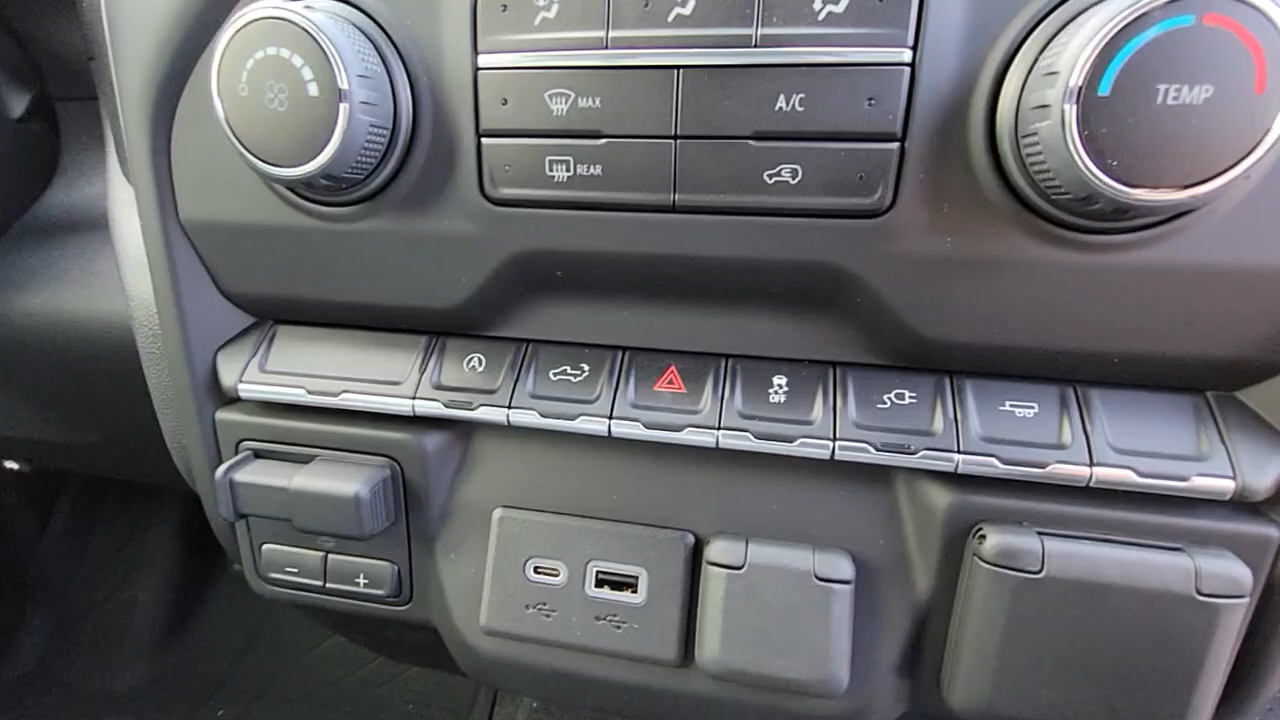 MAX
A/C
TEMP
REAR
A
OFF
- +